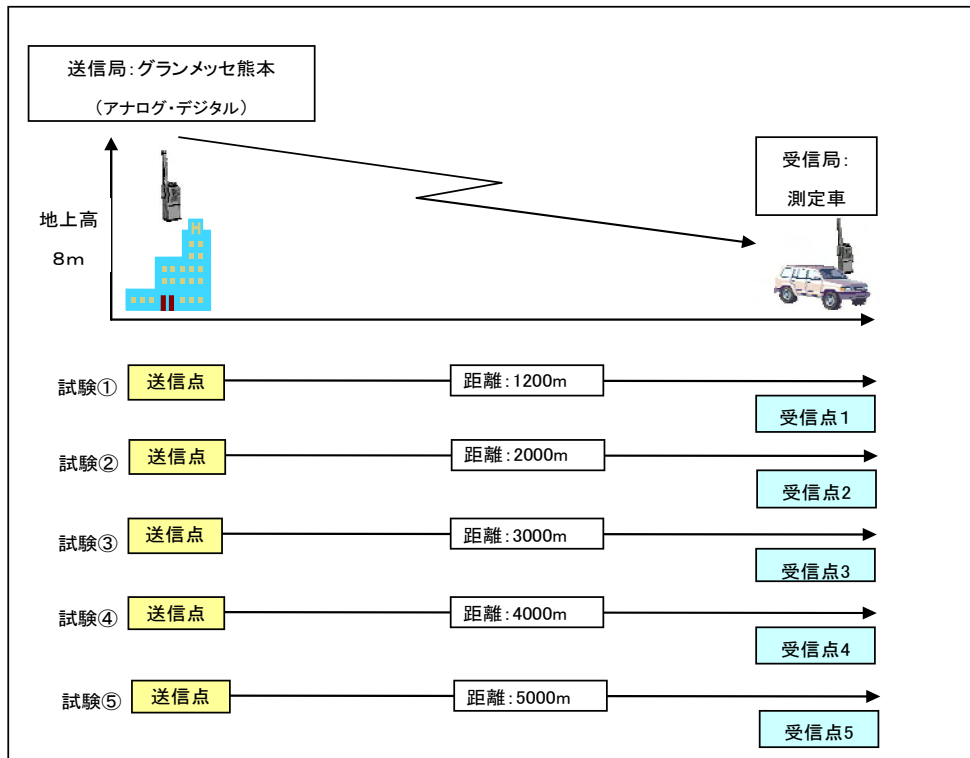 送信局：グランメッセ熊本
（アナログ・デジタル）
受信局：
測定車
地上高
8ｍ
H
試験①
送信点
距離：1200m
受信点1
試験②
送信点
距離：2000m
受信点2
試験③
送信点
距離：3000m
受信点3
試験④
送信点
距離：4000m
受信点4
試験⑤
送信点
距離：5000m
受信点5